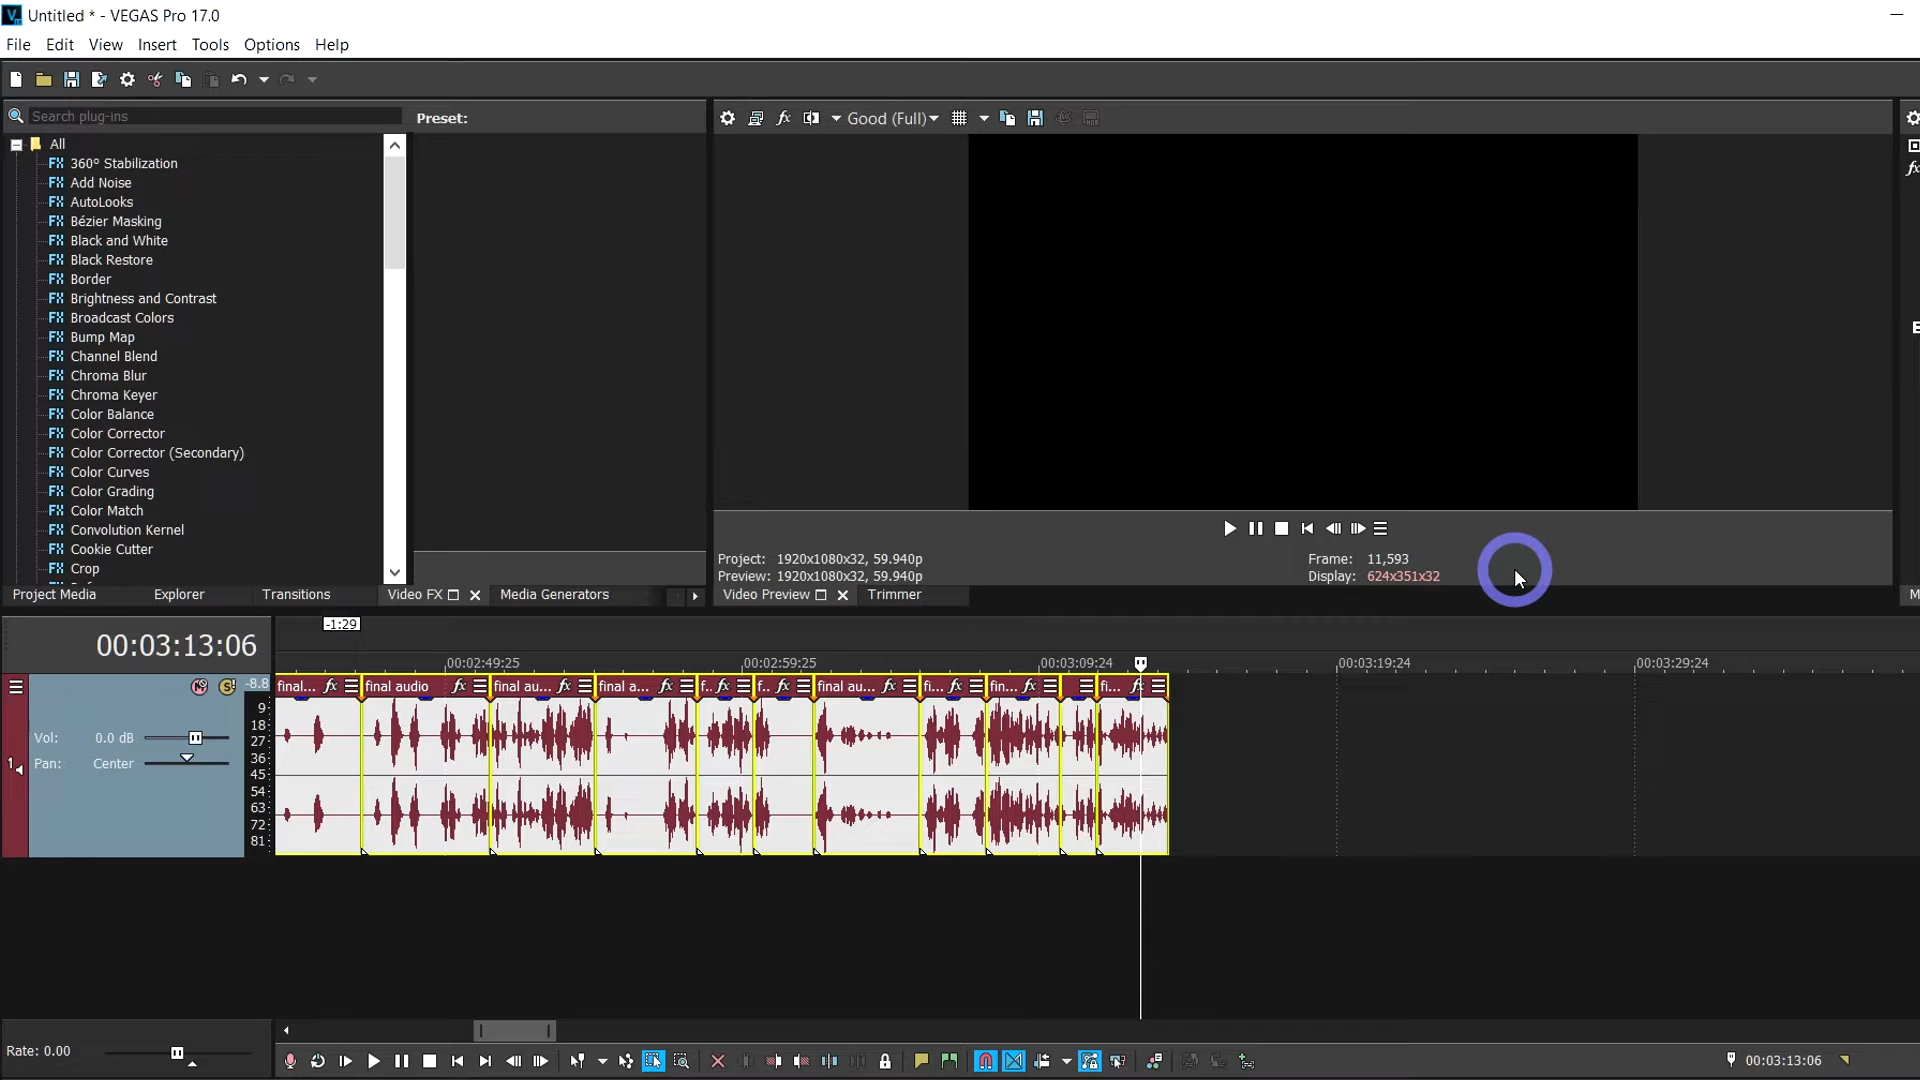 Untitled * - VEGAS Pro 17.0
File Edit View Insert Tools Options Help
Search plug-ins
Preset:
Good (Full)
All
360° Stabilization
Add Noise
AutoLooks
Bézier Masking
Black and White
Black Restore
Border
Brightness and Contrast
Broadcast Colors
Bump Map
Channel Blend
Chroma Blur
Chroma Keyer
Color Balance
Color Corrector
Color Corrector (Secondary)
Color Curves
Color Grading
Color Match
Convolution Kernel
Cookie Cutter
Crop
Project: 1920x1080x32, 59.940p
Frame: 11,593
Preview: 1920x1080x32, 59.940p
Display: 624x351x32
Project Media Explorer Transitions Video FX Media Generators
Video Preview Trimmer
-1:29
00:03:13:06
00:02:49:25 00:02:59:25 00:03:09:24 00:03:19:24 00:03:29:24
final... final audio final au... final a... f.. f.. final au... fi... fin... fi...
-8.8
9
18
27
36
45
54
63
72
81
Vol: 0.0 dB
Pan: Center
1
Rate: 0.00
00:03:13:06